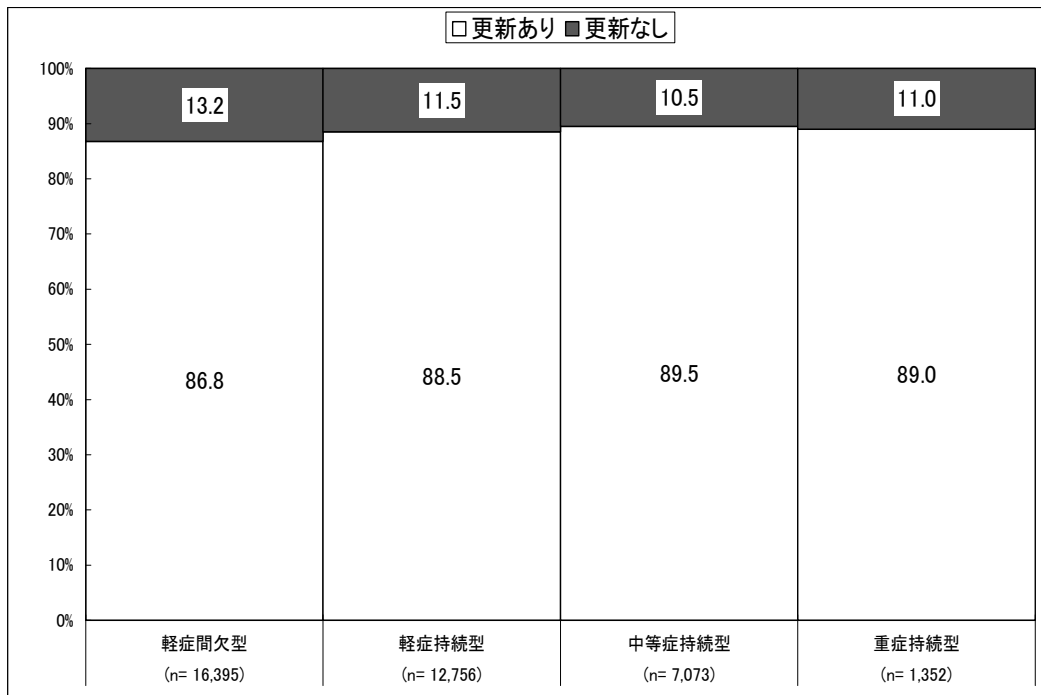 □更新あり ■更新なし
100%
90%
80%
70%
60%
50%
40%
30%
20%
10%
0%
13.2 11.5 10.5 11.0
86.8 88.5 89.5 89.0
軽症間欠型 軽症持続型 中等症持続型 重症持続型
(n= 16,395) (n= 12,756) (n= 7,073) (n= 1,352)